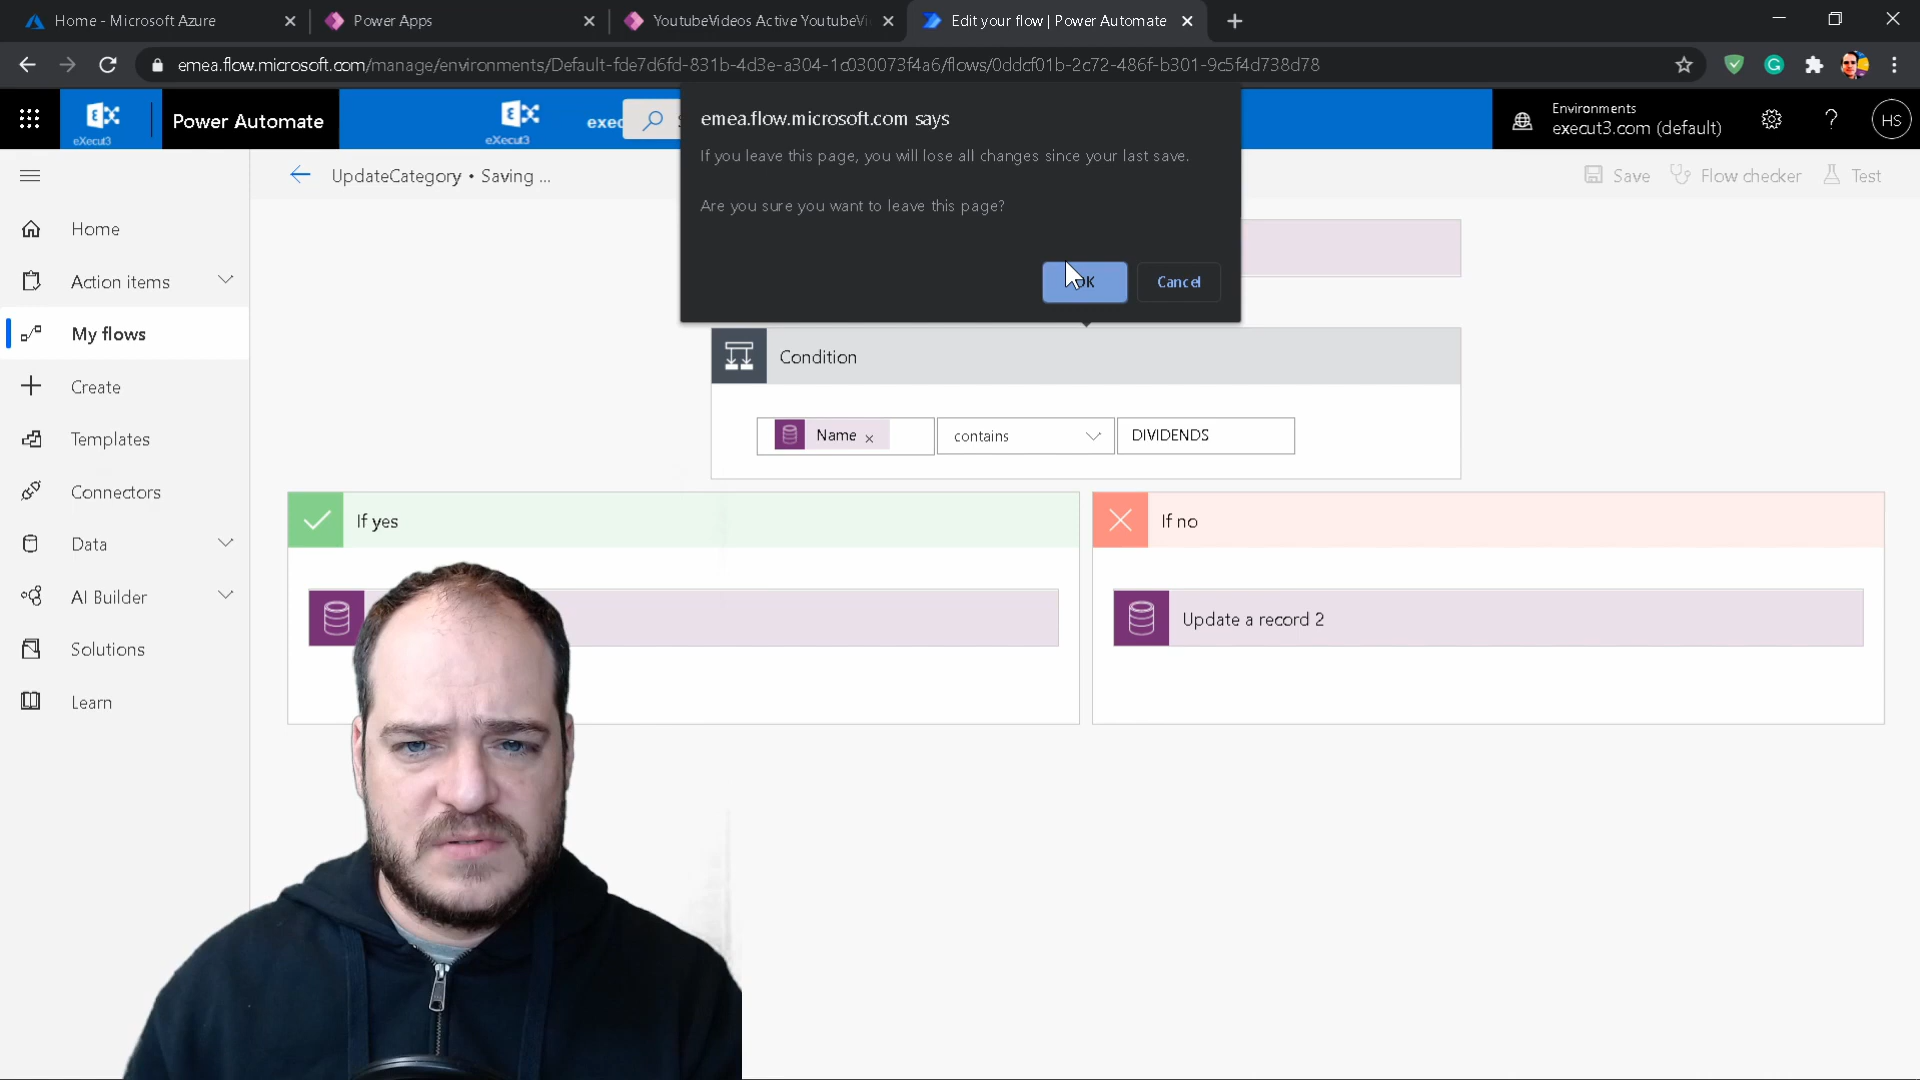 Home - Microsoft Azure
Power Apps
YoutubeVideos Active YoutubeVi
Edit your flow | Power Automate
emea.flow.microsoft.com/manage/environments/Default-fde7d6fd-831b-4d3e-a304-1c030073f4a6/flows/0ddcf01b-2c72-486f-b301-9c5f4d738d78
eXecut3
Power Automate
eXecut3
Environments
execut3.com (default)
HS
emea.flow.microsoft.com says
If you leave this page, you will lose all changes since your last save.
Are you sure you want to leave this page?
OK
Cancel
UpdateCategory • Saving ...
Save
Flow checker
Test
Home
Action items
My flows
Create
Templates
Connectors
Data
AI Builder
Solutions
Learn
Condition
Name
contains
DIVIDENDS
If yes
If no
Update a record 2